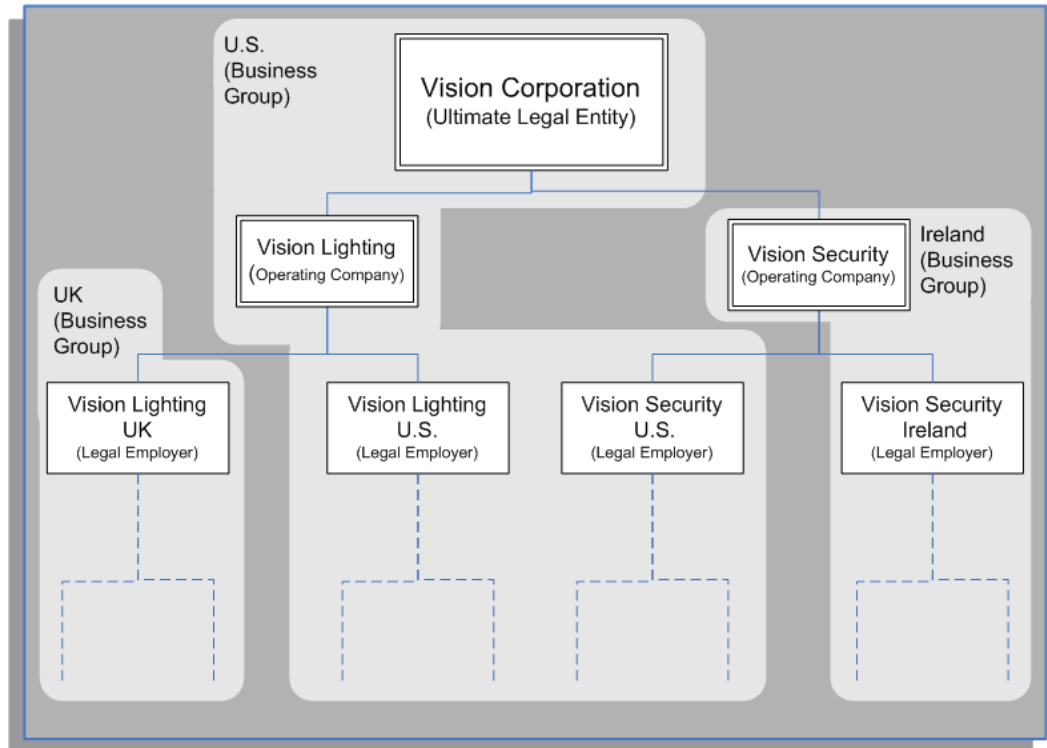 U.S.
(Business
Group)
Vision Corporation
(Ultimate Legal Entity)
Vision Lighting
(Operating Company)
Vision Security
(Operating Company)
Ireland
(Business
Group)
UK
(Business
Group)
Vision Lighting
UK
(Legal Employer)
Vision Lighting
U.S.
(Legal Employer)
Vision Security
U.S.
(Legal Employer)
Vision Security
Ireland
(Legal Employer)